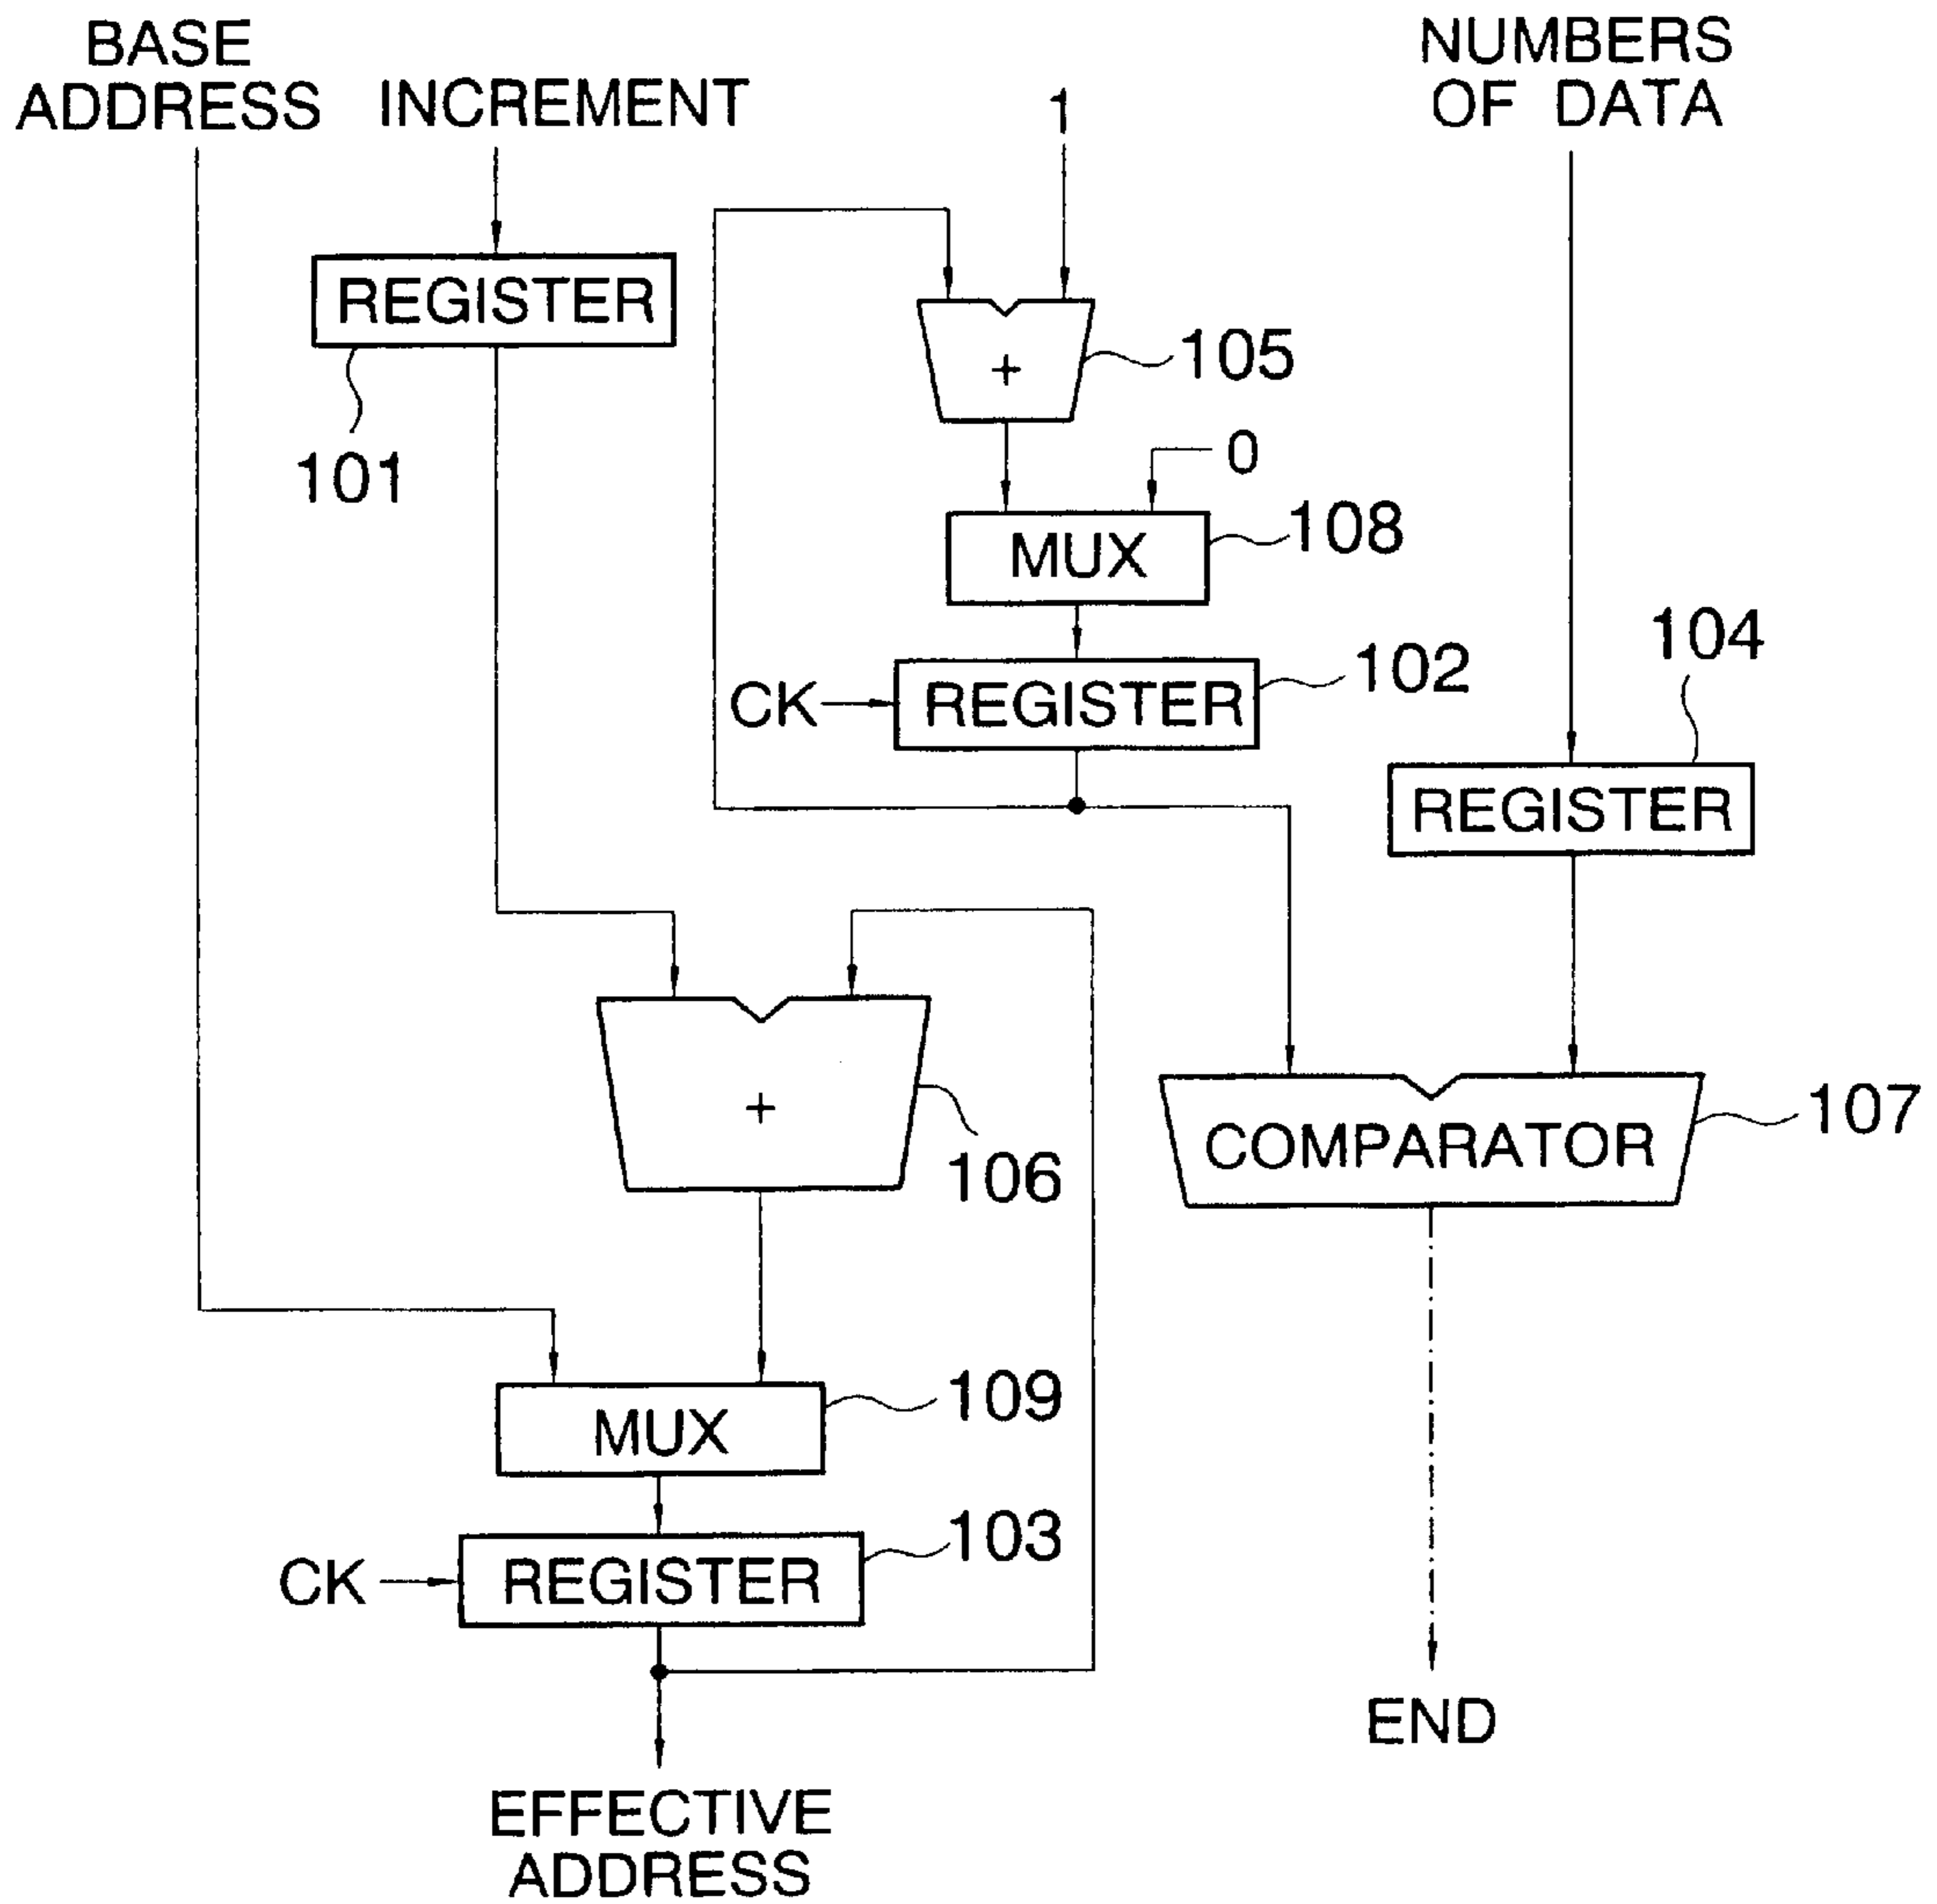 BASE
ADDRESS
INCREMENT
1
NUMBERS
OF DATA
REGISTER
101
+
105
0
MUX
108
CK
REGISTER
102
104
REGISTER
+
106
COMPARATOR
107
MUX
109
CK
REGISTER
103
END
EFFECTIVE
ADDRESS